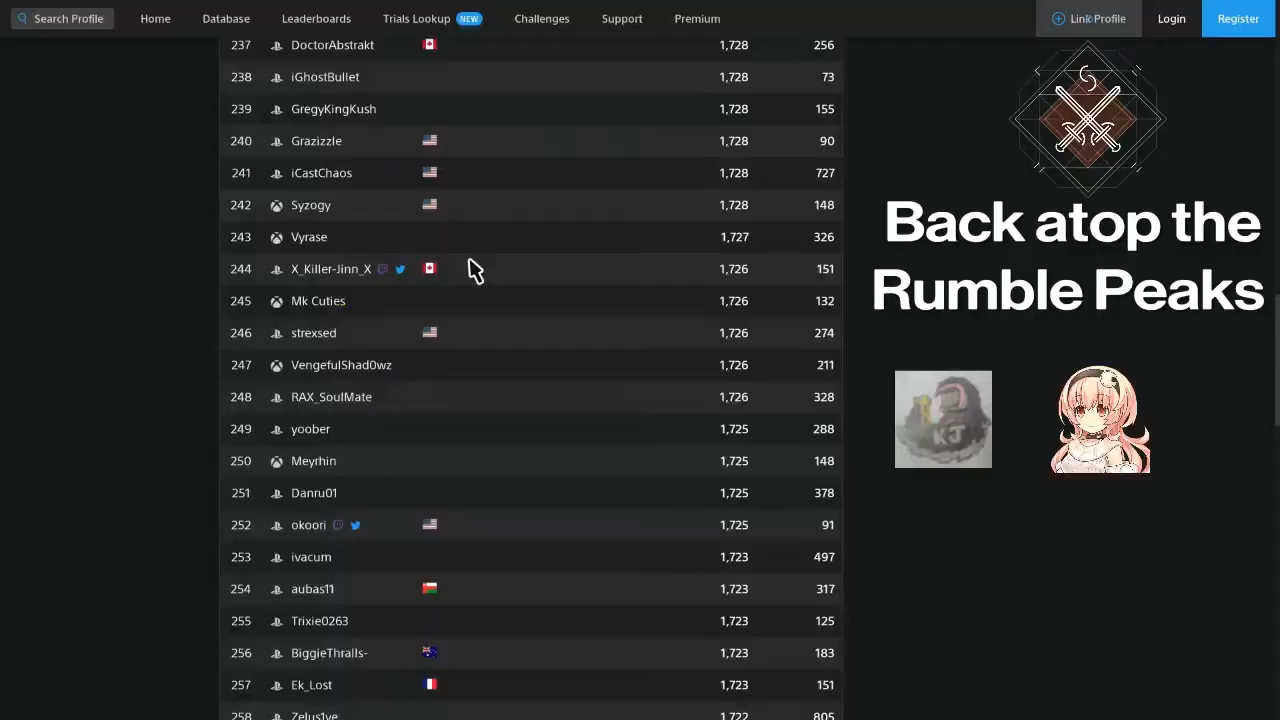 Search Profile Home Database Leaderboards Trials Lookup NEW Challenges Support Premium Link Profile Login Register
237 DoctorAbstrakt 1,728 256
238 iGhostBullet 1,728 73
239 GregyKingKush 1,728 155
240 Grazizzle 1,728 90
241 iCastChaos 1,728 727
242 Syzogy 1,728 148
243 Vyrase 1,727 326
244 X_Killer-Jinn_X 1,726 151
245 Mk Cuties 1,726 132
246 strexsed 1,726 274
247 VengefulShad0wz 1,726 211
248 RAX_SoulMate 1,726 328
249 yoober 1,725 288
250 Meyrhin 1,725 148
251 Danru01 1,725 378
252 okoori 1,725 91
253 ivacum 1,723 497
254 aubas11 1,723 317
255 Trixie0263 1,723 125
256 BiggieThralls- 1,723 183
257 Ek_Lost 1,723 151
258 Zelus1ve 1,722 805
Back atop the
Rumble Peaks
KJ